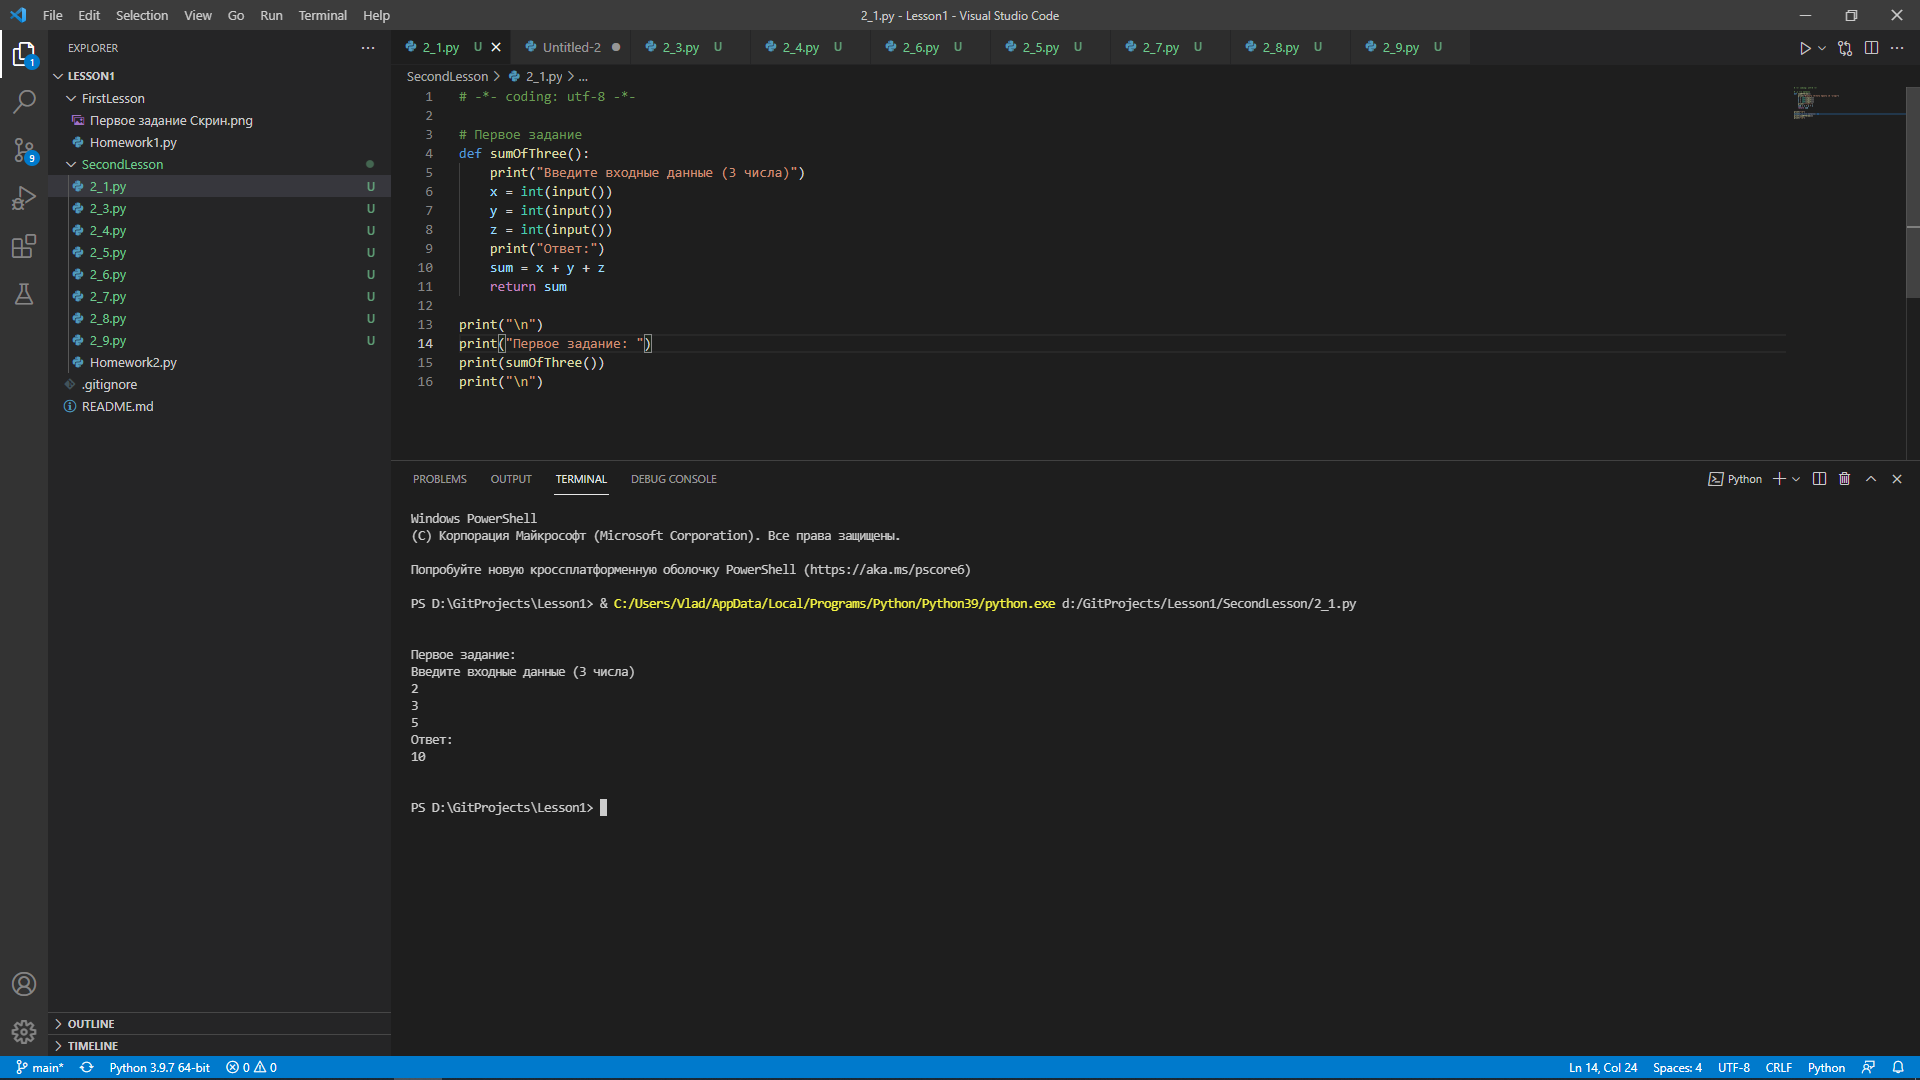 File Edit Selection View Go Run Terminal Help
2_1.py - Lesson1 - Visual Studio Code
EXPLORER
LESSON1
FirstLesson
Первое задание Скрин.png
Homework1.py
SecondLesson
2_1.py U
2_3.py U
2_4.py U
2_5.py U
2_6.py U
2_7.py U
2_8.py U
2_9.py U
Homework2.py
.gitignore
README.md
OUTLINE
TIMELINE
1
9
2_1.py U Untitled-2 2_3.py U 2_4.py U 2_6.py U 2_5.py U 2_7.py U 2_8.py U 2_9.py U
SecondLesson > 2_1.py > ...
1 # -*- coding: utf-8 -*-
2
3 # Первое задание
4 def sumOfThree():
5 print("Введите входные данные (3 числа)")
6 x = int(input())
7 y = int(input())
8 z = int(input())
9 print("Ответ:")
10 sum = x + y + z
11 return sum
12
13 print("\n")
14 print("Первое задание: ")
15 print(sumOfThree())
16 print("\n")
PROBLEMS OUTPUT TERMINAL DEBUG CONSOLE
Python
Windows PowerShell
(C) Корпорация Майкрософт (Microsoft Corporation). Все права защищены.
Попробуйте новую кроссплатформенную оболочку PowerShell (https://aka.ms/pscore6)
PS D:\GitProjects\Lesson1> & C:/Users/Vlad/AppData/Local/Programs/Python/Python39/python.exe d:/GitProjects/Lesson1/SecondLesson/2_1.py
Первое задание:
Введите входные данные (3 числа)
2
3
5
Ответ:
10
PS D:\GitProjects\Lesson1>
main* Python 3.9.7 64-bit 0 0
Ln 14, Col 24 Spaces: 4 UTF-8 CRLF Python